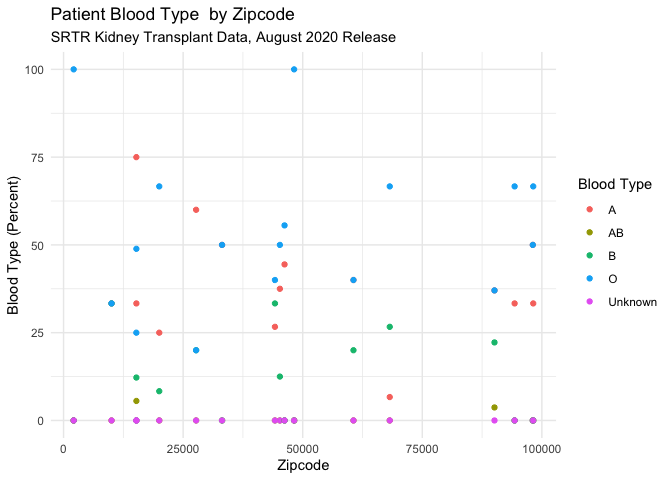 Patient Blood Type  by Zipcode
SRTR Kidney Transplant Data, August 2020 Release
100
75
50
25
0
Blood Type (Percent)
0 25000 50000 75000 100000
Zipcode
Blood Type
A
AB
B
O
Unknown